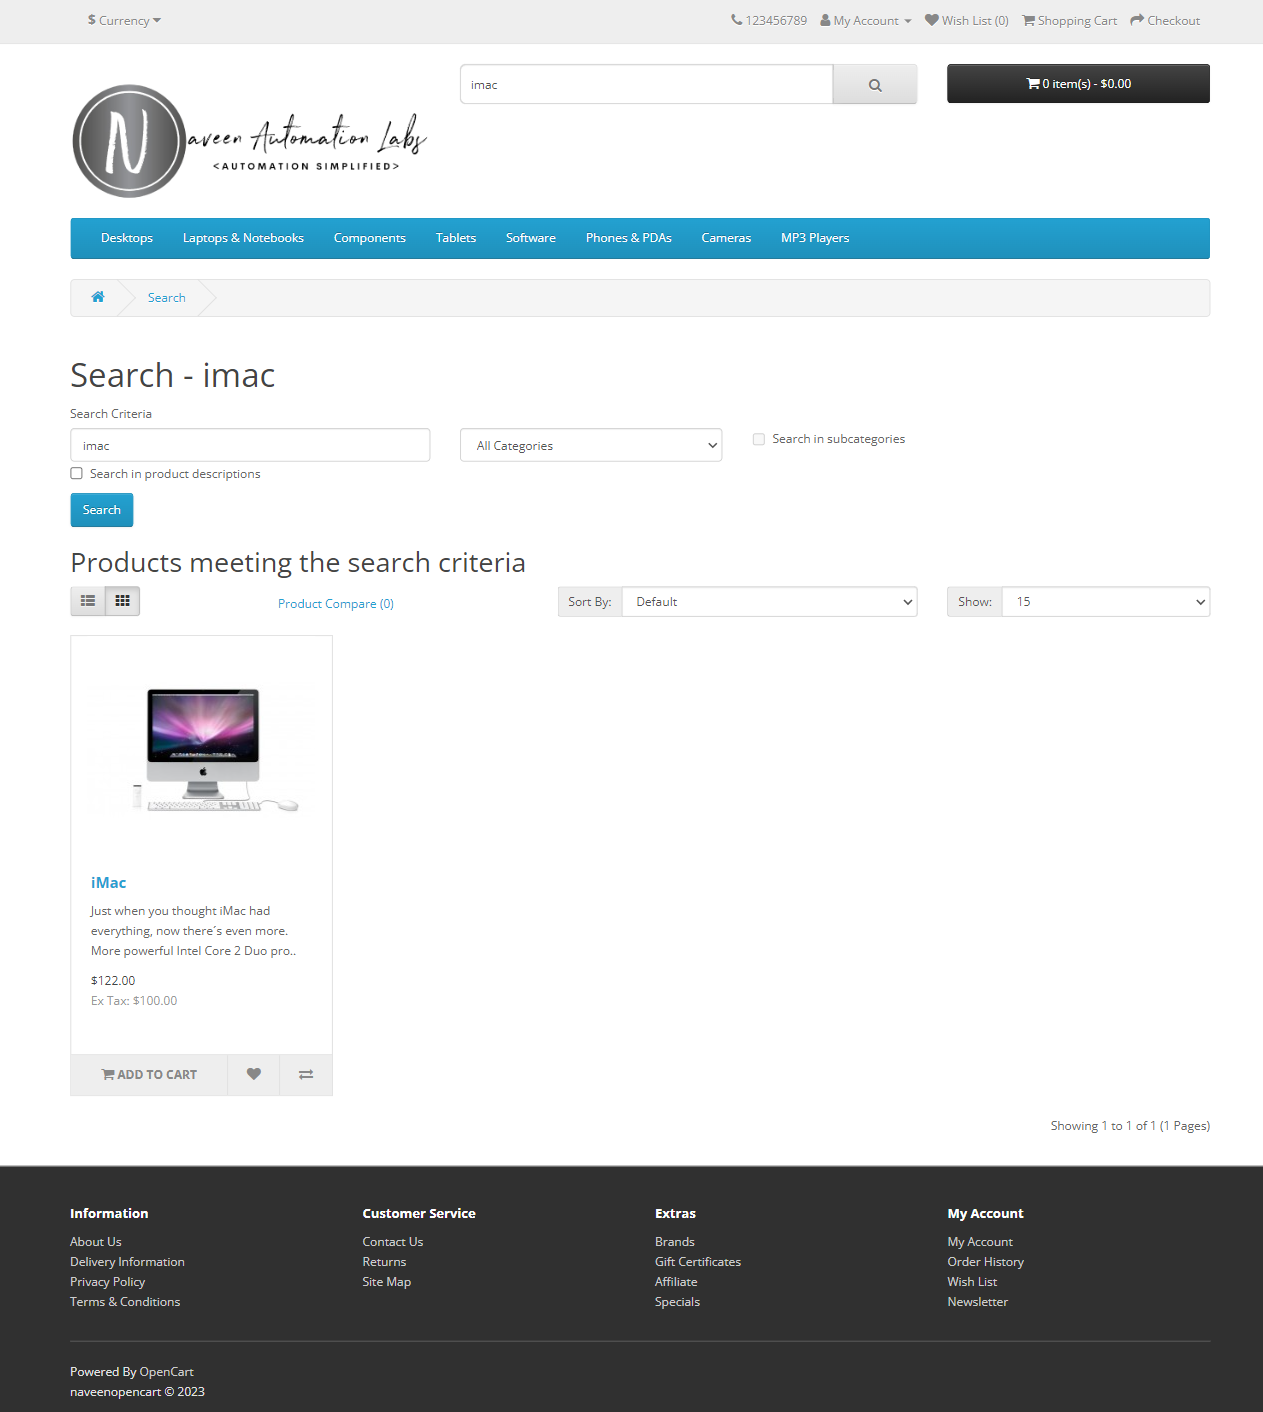 $ Currency
123456789 My Account Wish List (0) Shopping Cart Checkout
imac
0 item(s) - $0.00
N
aveen Automation Labs
<AUTOMATION SIMPLIFIED>
Desktops Laptops & Notebooks Components Tablets Software Phones & PDAs Cameras MP3 Players
Search
Search - imac
Search Criteria
imac
All Categories
Search in subcategories
Search in product descriptions
Search
Products meeting the search criteria
Product Compare (0)
Sort By: Default
Show: 15
iMac
Just when you thought iMac had
everything, now there´s even more.
More powerful Intel Core 2 Duo pro..
$122.00
Ex Tax: $100.00
ADD TO CART
Showing 1 to 1 of 1 (1 Pages)
Information
About Us
Delivery Information
Privacy Policy
Terms & Conditions
Customer Service
Contact Us
Returns
Site Map
Extras
Brands
Gift Certificates
Affiliate
Specials
My Account
My Account
Order History
Wish List
Newsletter
Powered By OpenCart
naveenopencart © 2023